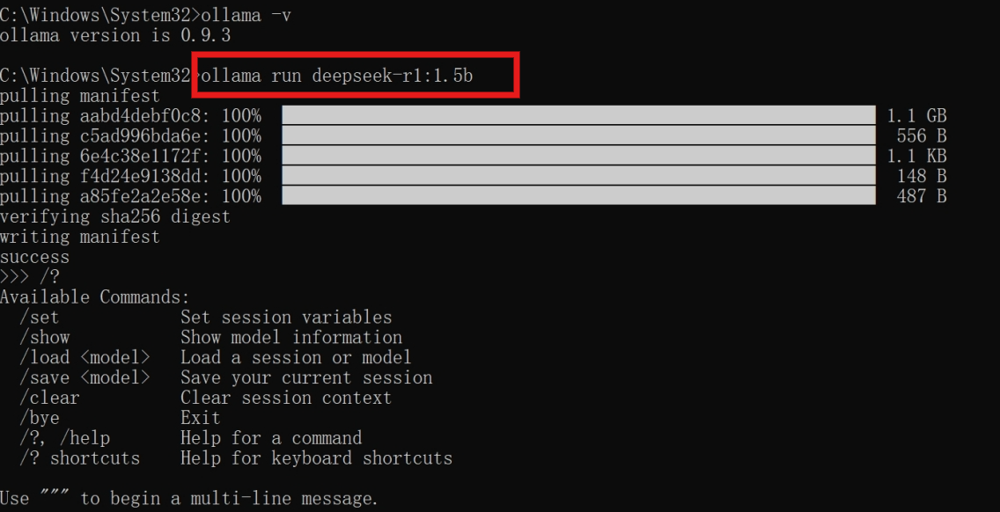 C:\Windows\System32>ollama -v
ollama version is 0.9.3
C:\Windows\System32>ollama run deepseek-r1:1.5b
pulling manifest
pulling aabd4debf0c8: 100% 1.1 GB
pulling c5ad996bda6e: 100% 556 B
pulling 6e4c38e1172f: 100% 1.1 KB
pulling f4d24e9138dd: 100% 148 B
pulling a85fe2a2e58e: 100% 487 B
verifying sha256 digest
writing manifest
success
>>> /?
Available Commands:
/set Set session variables
/show Show model information
/load <model> Load a session or model
/save <model> Save your current session
/clear Clear session context
/bye Exit
/?, /help Help for a command
/? shortcuts Help for keyboard shortcuts
Use """ to begin a multi-line message.